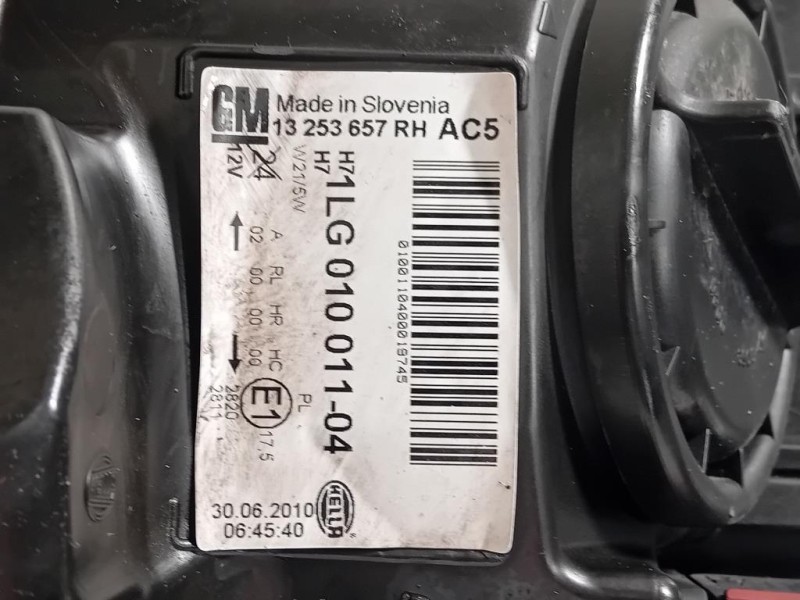 GM
Made in Slovenia
13 253 657 RH AC5
12V 24
H7
H7
W21/5W
1LG 010 011-04
A RL HR HC PL
02 00 00 00
E1
17,5
2820
2811
01001104000019745
30.06.2010
06:45:40
HELLA